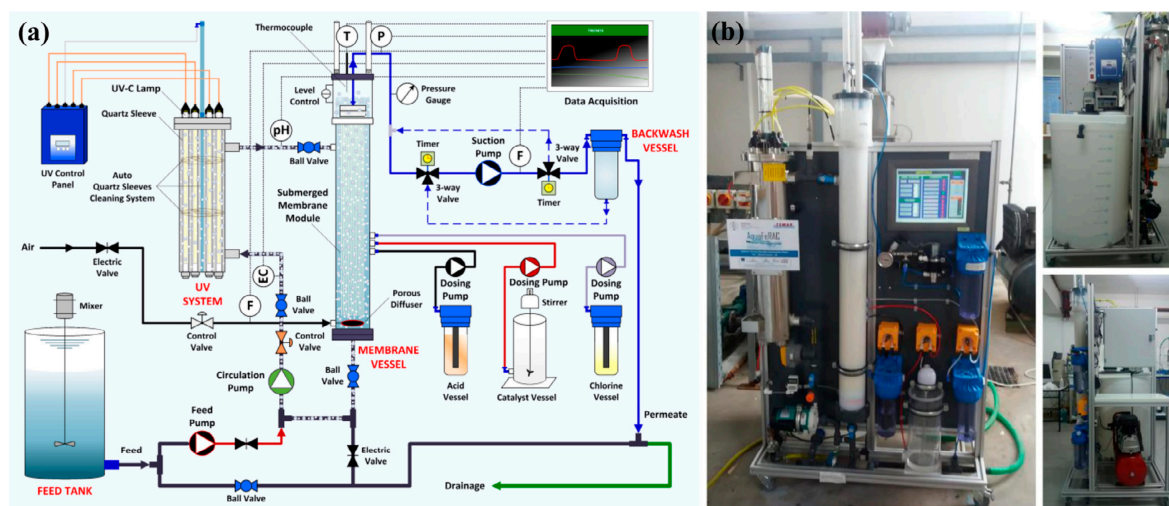 (a)
Thermocouple
T
P
UV-C Lamp
Level
Control
Pressure
Gauge
Data Acquisition
Quartz Sleeve
pH
Ball Valve
UV Control
Panel
Auto
Quartz Sleeves
Cleaning System
Timer
Suction
Pump
F
3-way
Valve
BACKWASH
VESSEL
3-way
Valve
Timer
Submerged
Membrane
Module
Air
Electric
Valve
UV
SYSTEM
EC
F
Ball
Valve
Porous
Diffuser
Dosing
Pump
Dosing Pump
Stirrer
Dosing
Pump
Mixer
Control
Valve
Control
Valve
MEMBRANE
VESSEL
Circulation
Pump
Ball
Valve
Acid
Vessel
Catalyst Vessel
Chlorine
Vessel
Feed
Pump
Permeate
Feed
Electric
Valve
FEED TANK
Ball Valve
Drainage
(b)